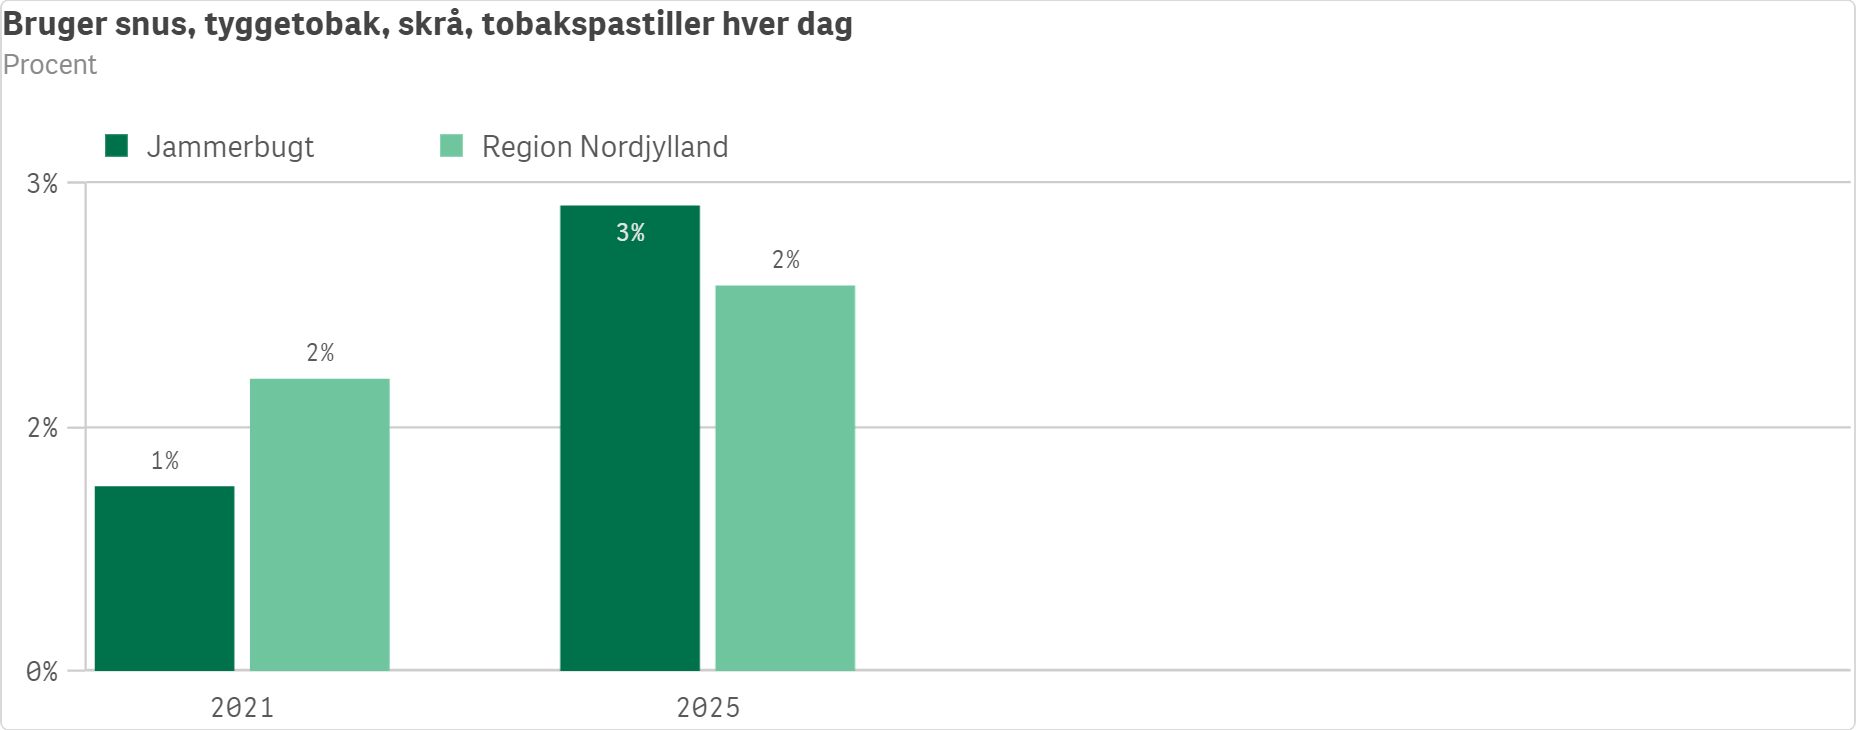 Bruger snus, tyggetobak, skrå, tobakspastiller hver dag
Procent
Jammerbugt Region Nordjylland
3%
3%
2%
2%
2%
1%
0%
2021 2025